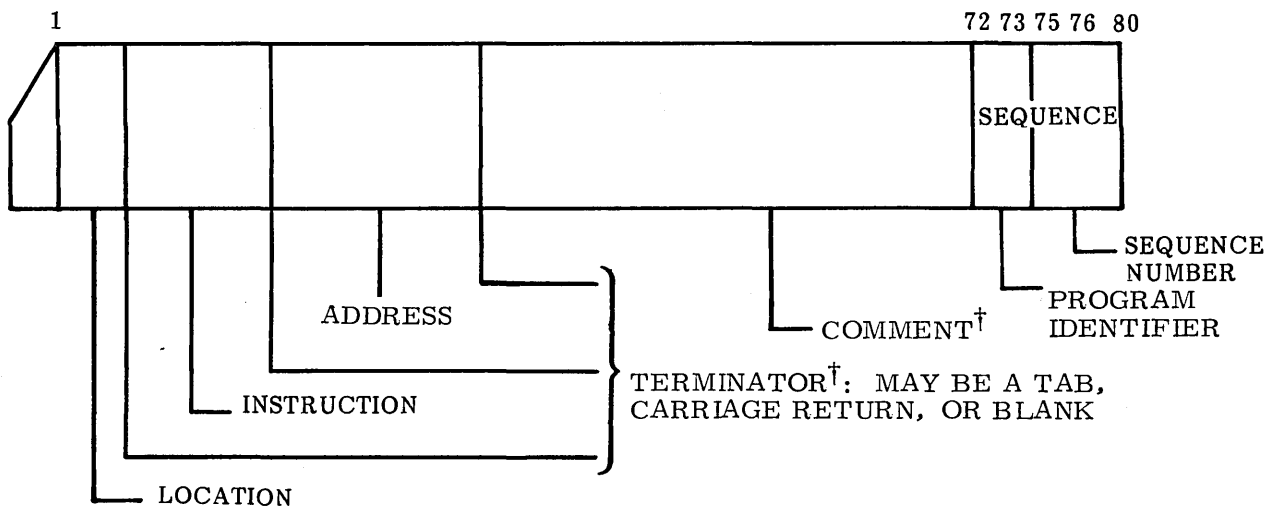 1 72 73 75 76 80
SEQUENCE
SEQUENCE
NUMBER
PROGRAM
IDENTIFIER
ADDRESS
COMMENT†
TERMINATOR†: MAY BE A TAB,
CARRIAGE RETURN, OR BLANK
INSTRUCTION
LOCATION